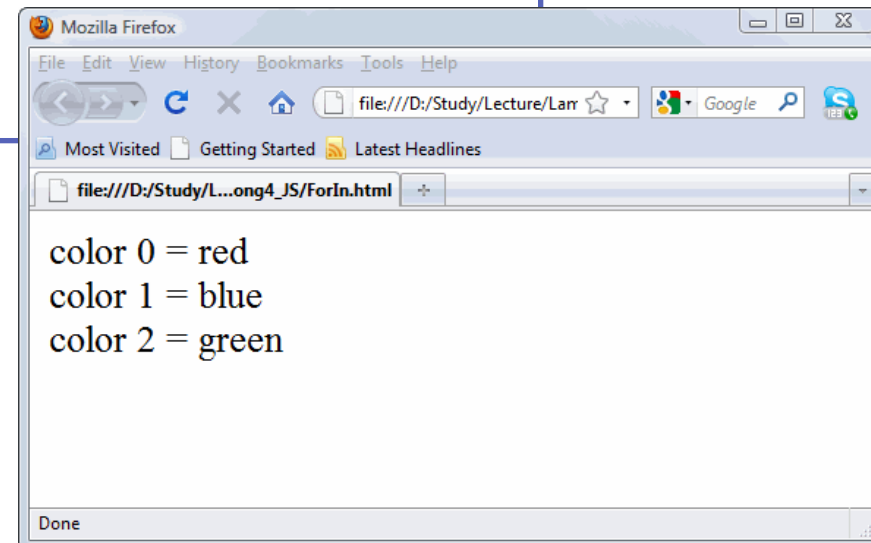 Mozilla Firefox
File Edit View History Bookmarks Tools Help
file:///D:/Study/Lecture/Lan Google
Most Visited Getting Started Latest Headlines
file:///D:/Study/L...ong4_JS/ForIn.html
color 0 = red
color 1 = blue
color 2 = green
Done